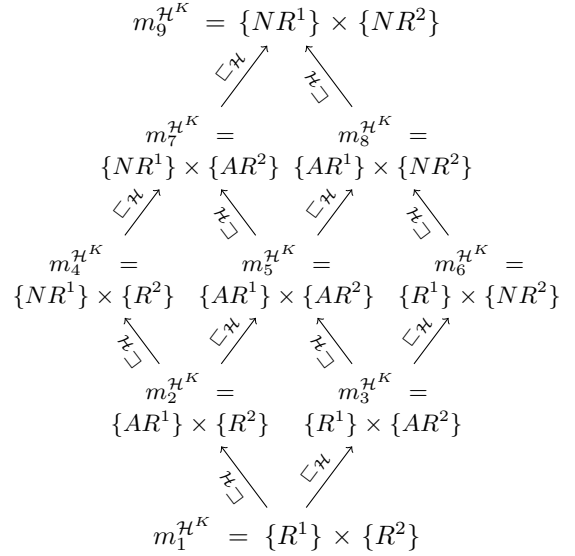 $m_9^{\mathcal{H}^K} = \{NR^1\} \times \{NR^2\}$
$\sqsubset_{\mathcal{H}}$ $\sqsubset_{\mathcal{H}}$
$m_7^{\mathcal{H}^K} =$ $m_8^{\mathcal{H}^K} =$
$\{NR^1\} \times \{AR^2\}$ $\{AR^1\} \times \{NR^2\}$
$\sqsubset_{\mathcal{H}}$ $\sqsubset_{\mathcal{H}}$ $\sqsubset_{\mathcal{H}}$ $\sqsubset_{\mathcal{H}}$
$m_4^{\mathcal{H}^K} =$ $m_5^{\mathcal{H}^K} =$ $m_6^{\mathcal{H}^K} =$
$\{NR^1\} \times \{R^2\}$ $\{AR^1\} \times \{AR^2\}$ $\{R^1\} \times \{NR^2\}$
$\sqsubset_{\mathcal{H}}$ $\sqsubset_{\mathcal{H}}$ $\sqsubset_{\mathcal{H}}$ $\sqsubset_{\mathcal{H}}$
$m_2^{\mathcal{H}^K} =$ $m_3^{\mathcal{H}^K} =$
$\{AR^1\} \times \{R^2\}$ $\{R^1\} \times \{AR^2\}$
$\sqsubset_{\mathcal{H}}$ $\sqsubset_{\mathcal{H}}$
$m_1^{\mathcal{H}^K} = \{R^1\} \times \{R^2\}$